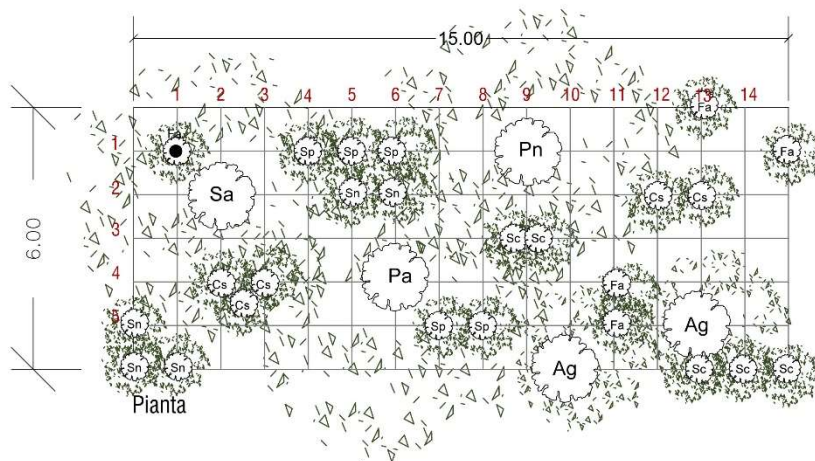 15.00
1 2 3 4 5 6 7 8 9 10 11 12 13 14
Fa
Fa
1 Sp Sp Sp Pn Fa
2 Sa Sn Sn Cs Cs
3 Sc Sc
6.00
4 Cs Cs Pa Fa
Cs
5 Sn Sp Sp Fa Ag
Sn Sn Ag Sc Sc Sc
Pianta